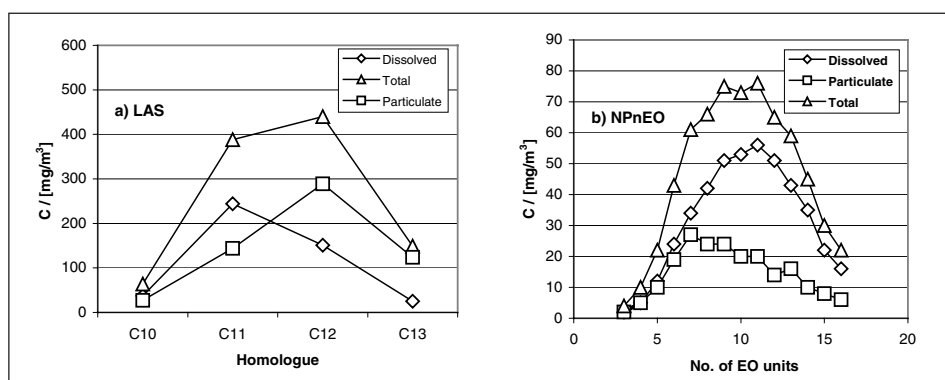 600
500
400
300
200
100
0
C / [mg/m³]
a) LAS
Dissolved
Total
Particulate
C10 C11 C12 C13
Homologue
90
80
70
60
50
40
30
20
10
0
C / [mg/m³]
b) NPnEO
Dissolved
Particulate
Total
0 5 10 15 20
No. of EO units